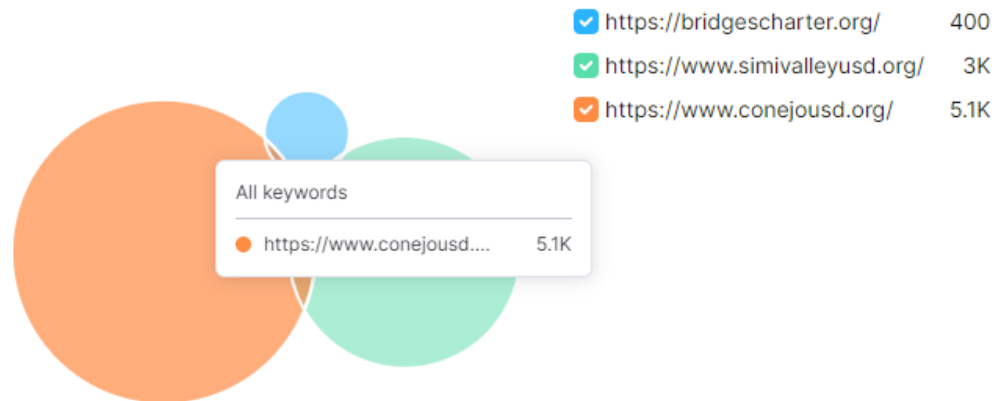 https://bridgescharter.org/ 400
https://www.simivalleyusd.org/ 3K
https://www.conejousd.org/ 5.1K
All keywords
https://www.conejousd.... 5.1K